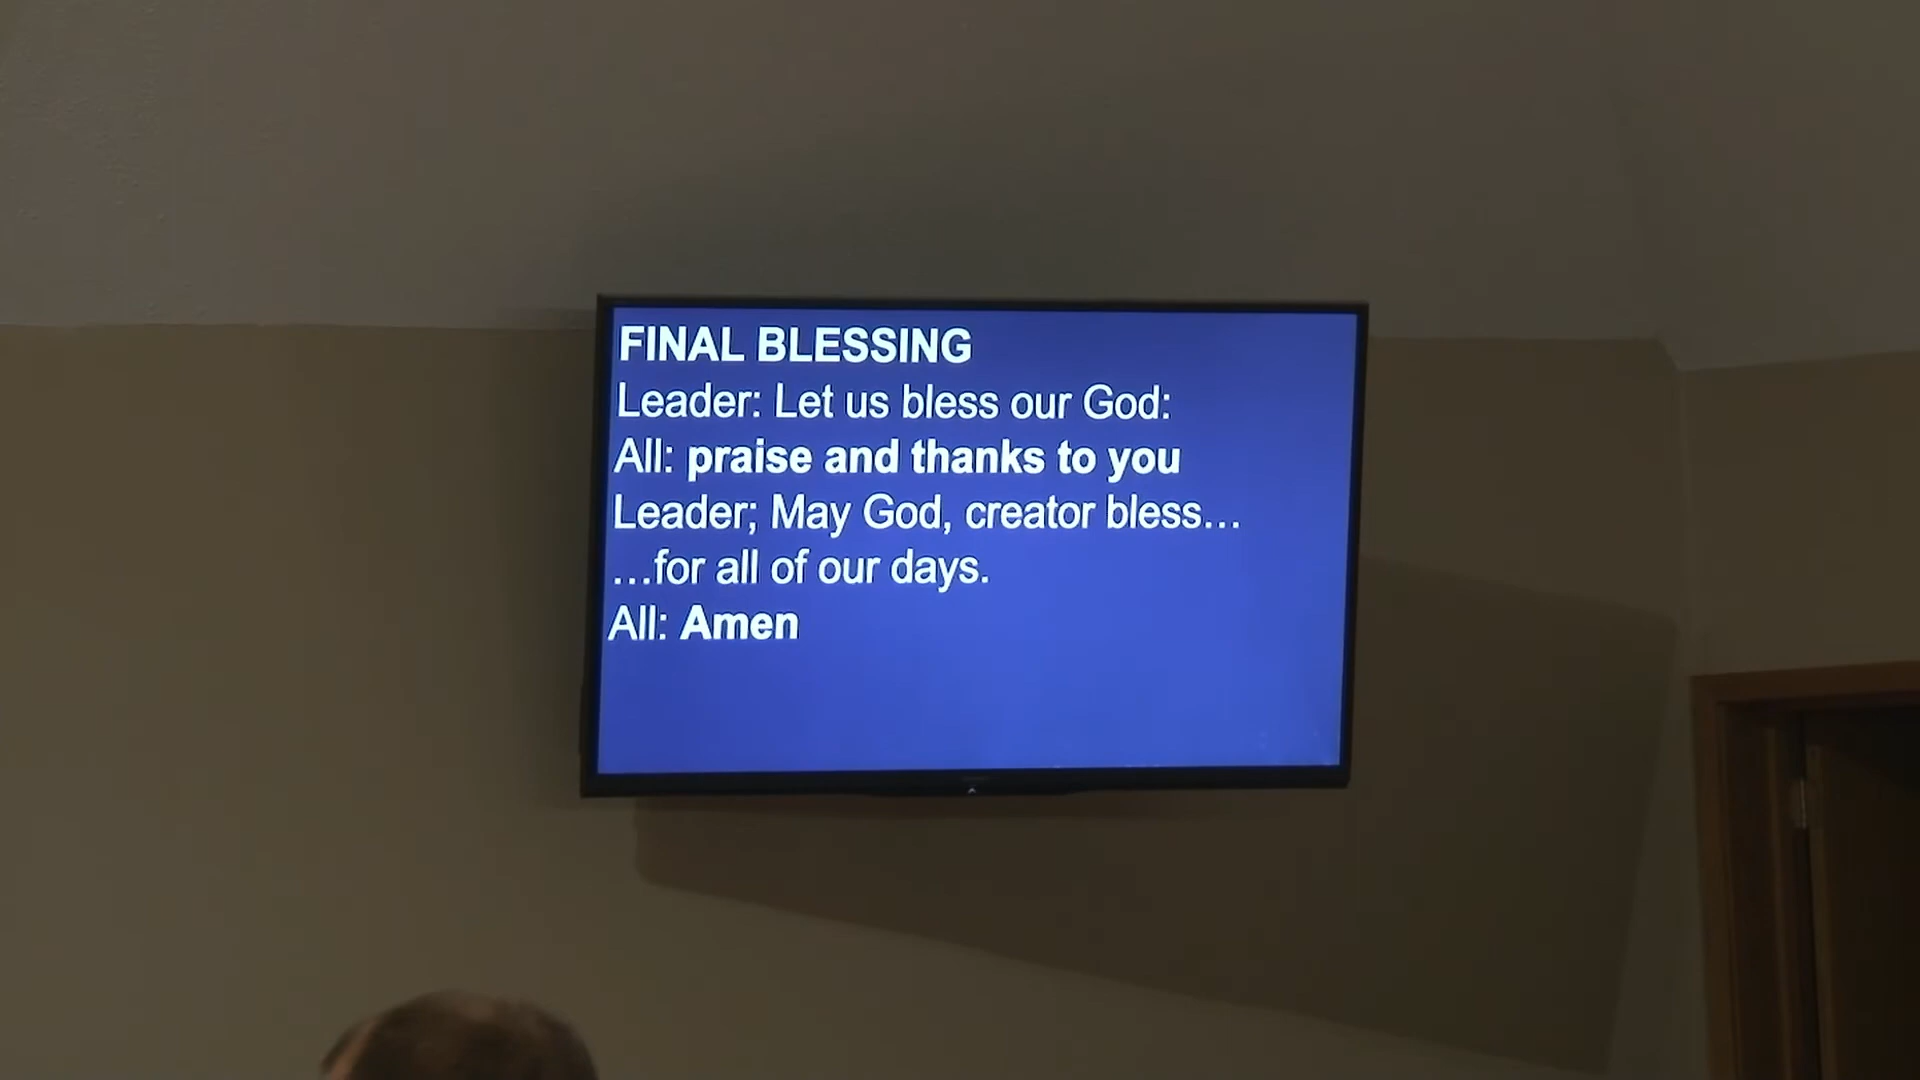 FINAL BLESSING
Leader: Let us bless our God:
All: praise and thanks to you
Leader; May God, creator bless...
...for all of our days.
All: Amen